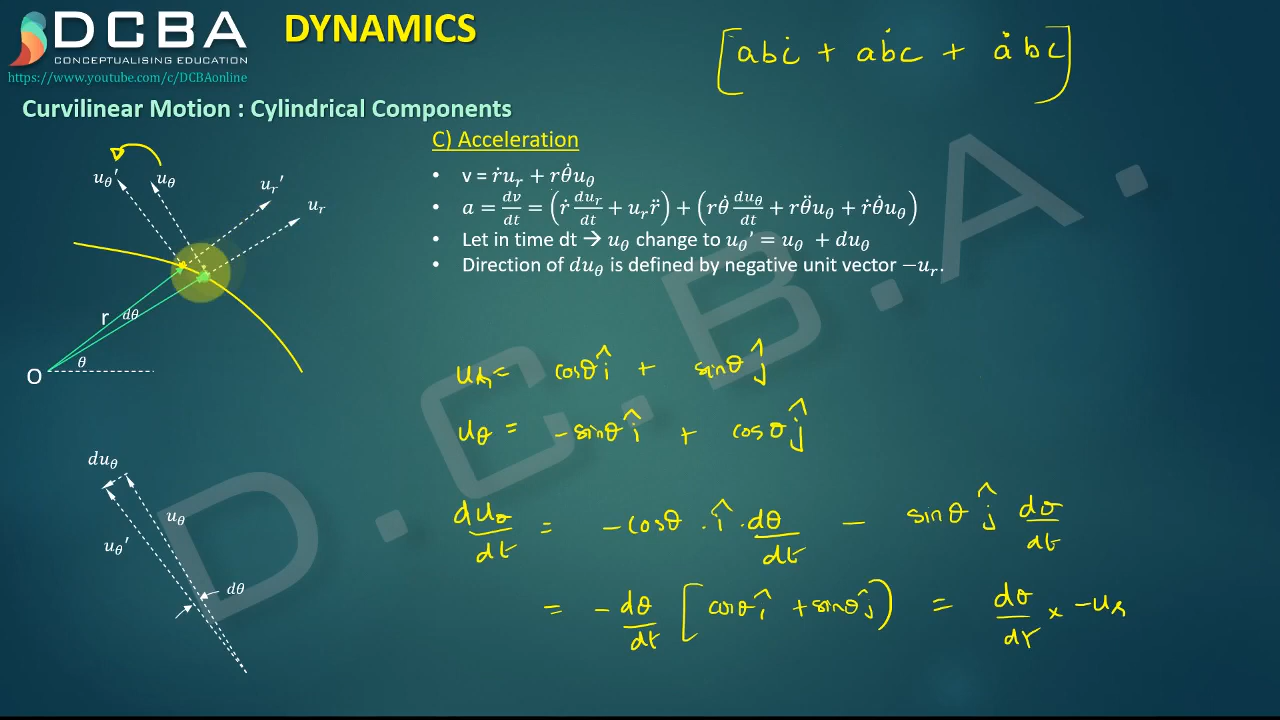 DCBA
CONCEPTUALISING EDUCATION
https://www.youtube.com/c/DCBAonline
DYNAMICS
[abċ + aḃc + ȧbc]
Curvilinear Motion : Cylindrical Components
C) Acceleration
• v = ṙu_r + rθ̇u_θ
• a = dv/dt = (ṙ du_r/dt + u_r r̈) + (rθ̇ du_θ/dt + rθ̈u_θ + ṙθ̇u_θ)
• Let in time dt → u_θ change to u_θ' = u_θ + du_θ
• Direction of du_θ is defined by negative unit vector −u_r.
u_θ' u_θ u_r' u_r
r dθ
θ
O
u_r = cosθ î + sinθ ĵ
u_θ = -sinθ î + cosθ ĵ
du_θ/dt = -cosθ . î . dθ/dt − sinθ ĵ dθ/dt
= -dθ/dt [cosθ î + sinθ ĵ) = dθ/dt × -u_r
du_θ
u_θ
u_θ'
dθ
D.C.B.A.